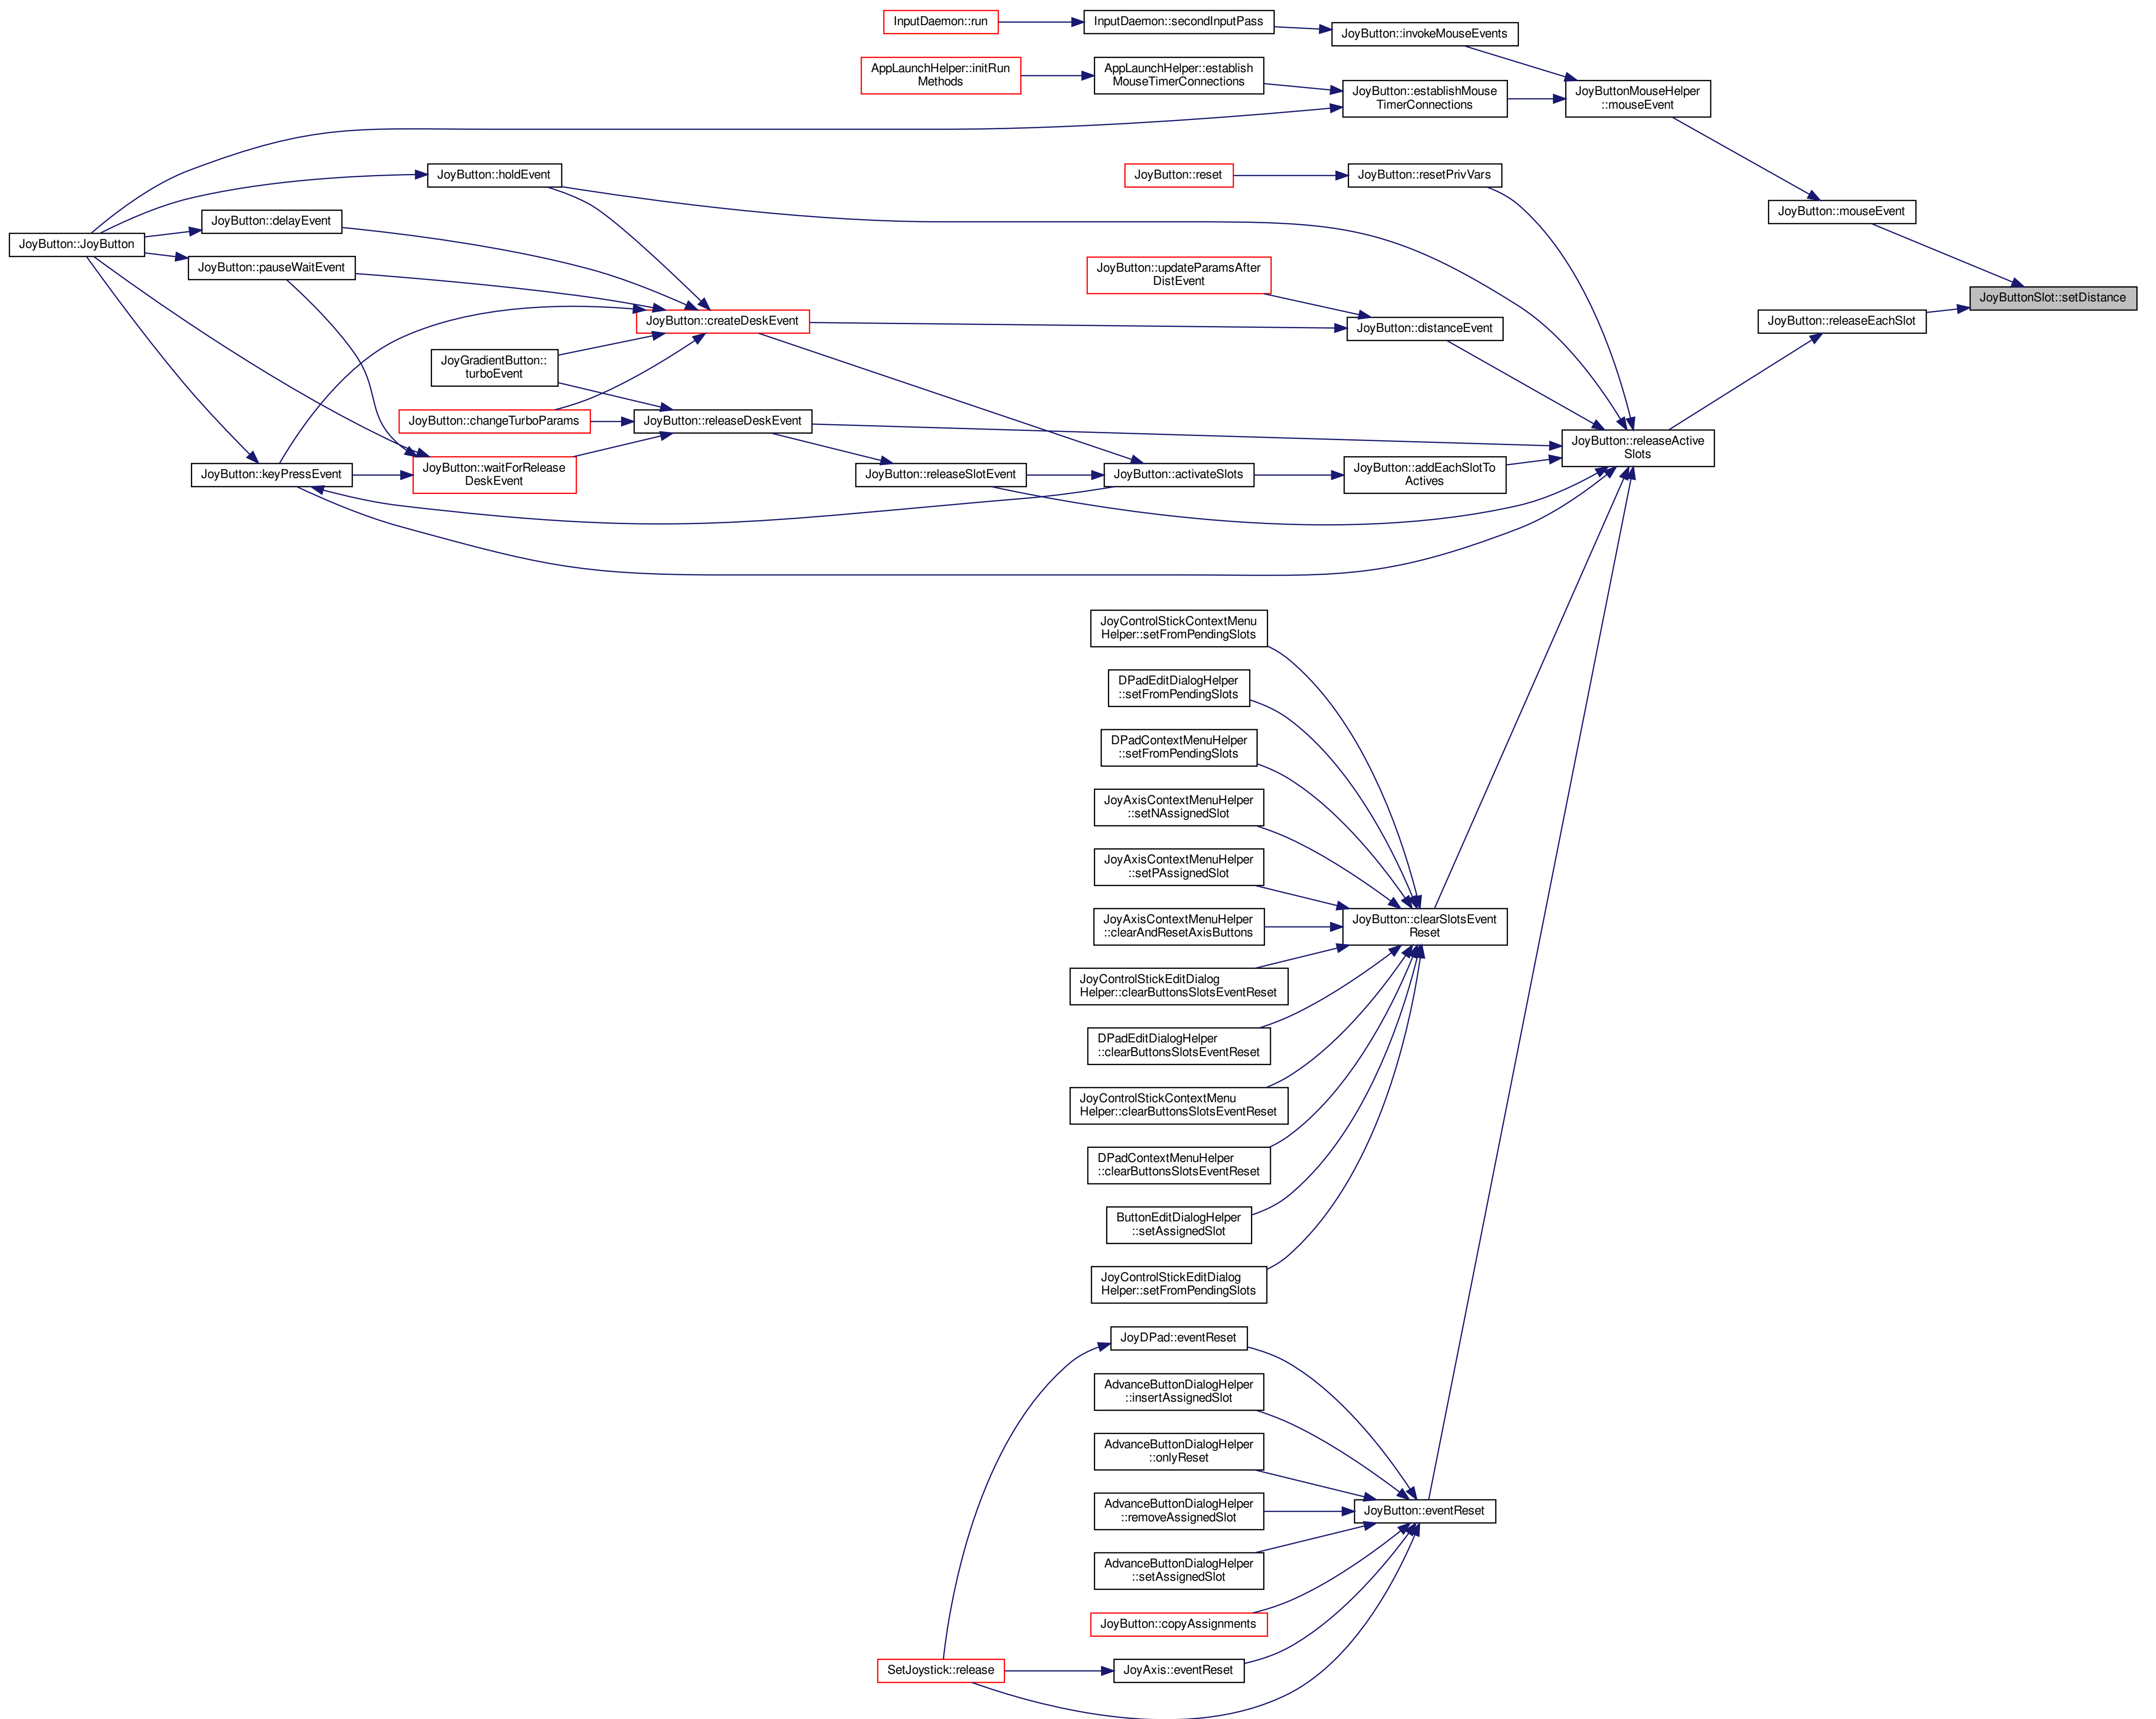 InputDaemon::run
InputDaemon::secondInputPass
JoyButton::invokeMouseEvents
AppLaunchHelper::initRun
Methods
AppLaunchHelper::establish
MouseTimerConnections
JoyButton::establishMouse
TimerConnections
JoyButtonMouseHelper
::mouseEvent
JoyButton::holdEvent
JoyButton::reset
JoyButton::resetPrivVars
JoyButton::mouseEvent
JoyButton::delayEvent
JoyButton::JoyButton
JoyButton::pauseWaitEvent
JoyButton::updateParamsAfter
DistEvent
JoyButtonSlot::setDistance
JoyButton::createDeskEvent
JoyButton::distanceEvent
JoyButton::releaseEachSlot
JoyGradientButton::
turboEvent
JoyButton::changeTurboParams
JoyButton::releaseDeskEvent
JoyButton::releaseActive
Slots
JoyButton::keyPressEvent
JoyButton::waitForRelease
DeskEvent
JoyButton::releaseSlotEvent
JoyButton::activateSlots
JoyButton::addEachSlotTo
Actives
JoyControlStickContextMenu
Helper::setFromPendingSlots
DPadEditDialogHelper
::setFromPendingSlots
DPadContextMenuHelper
::setFromPendingSlots
JoyAxisContextMenuHelper
::setNAssignedSlot
JoyAxisContextMenuHelper
::setPAssignedSlot
JoyAxisContextMenuHelper
::clearAndResetAxisButtons
JoyButton::clearSlotsEvent
Reset
JoyControlStickEditDialog
Helper::clearButtonsSlotsEventReset
DPadEditDialogHelper
::clearButtonsSlotsEventReset
JoyControlStickContextMenu
Helper::clearButtonsSlotsEventReset
DPadContextMenuHelper
::clearButtonsSlotsEventReset
ButtonEditDialogHelper
::setAssignedSlot
JoyControlStickEditDialog
Helper::setFromPendingSlots
JoyDPad::eventReset
AdvanceButtonDialogHelper
::insertAssignedSlot
AdvanceButtonDialogHelper
::onlyReset
AdvanceButtonDialogHelper
::removeAssignedSlot
JoyButton::eventReset
AdvanceButtonDialogHelper
::setAssignedSlot
JoyButton::copyAssignments
SetJoystick::release
JoyAxis::eventReset